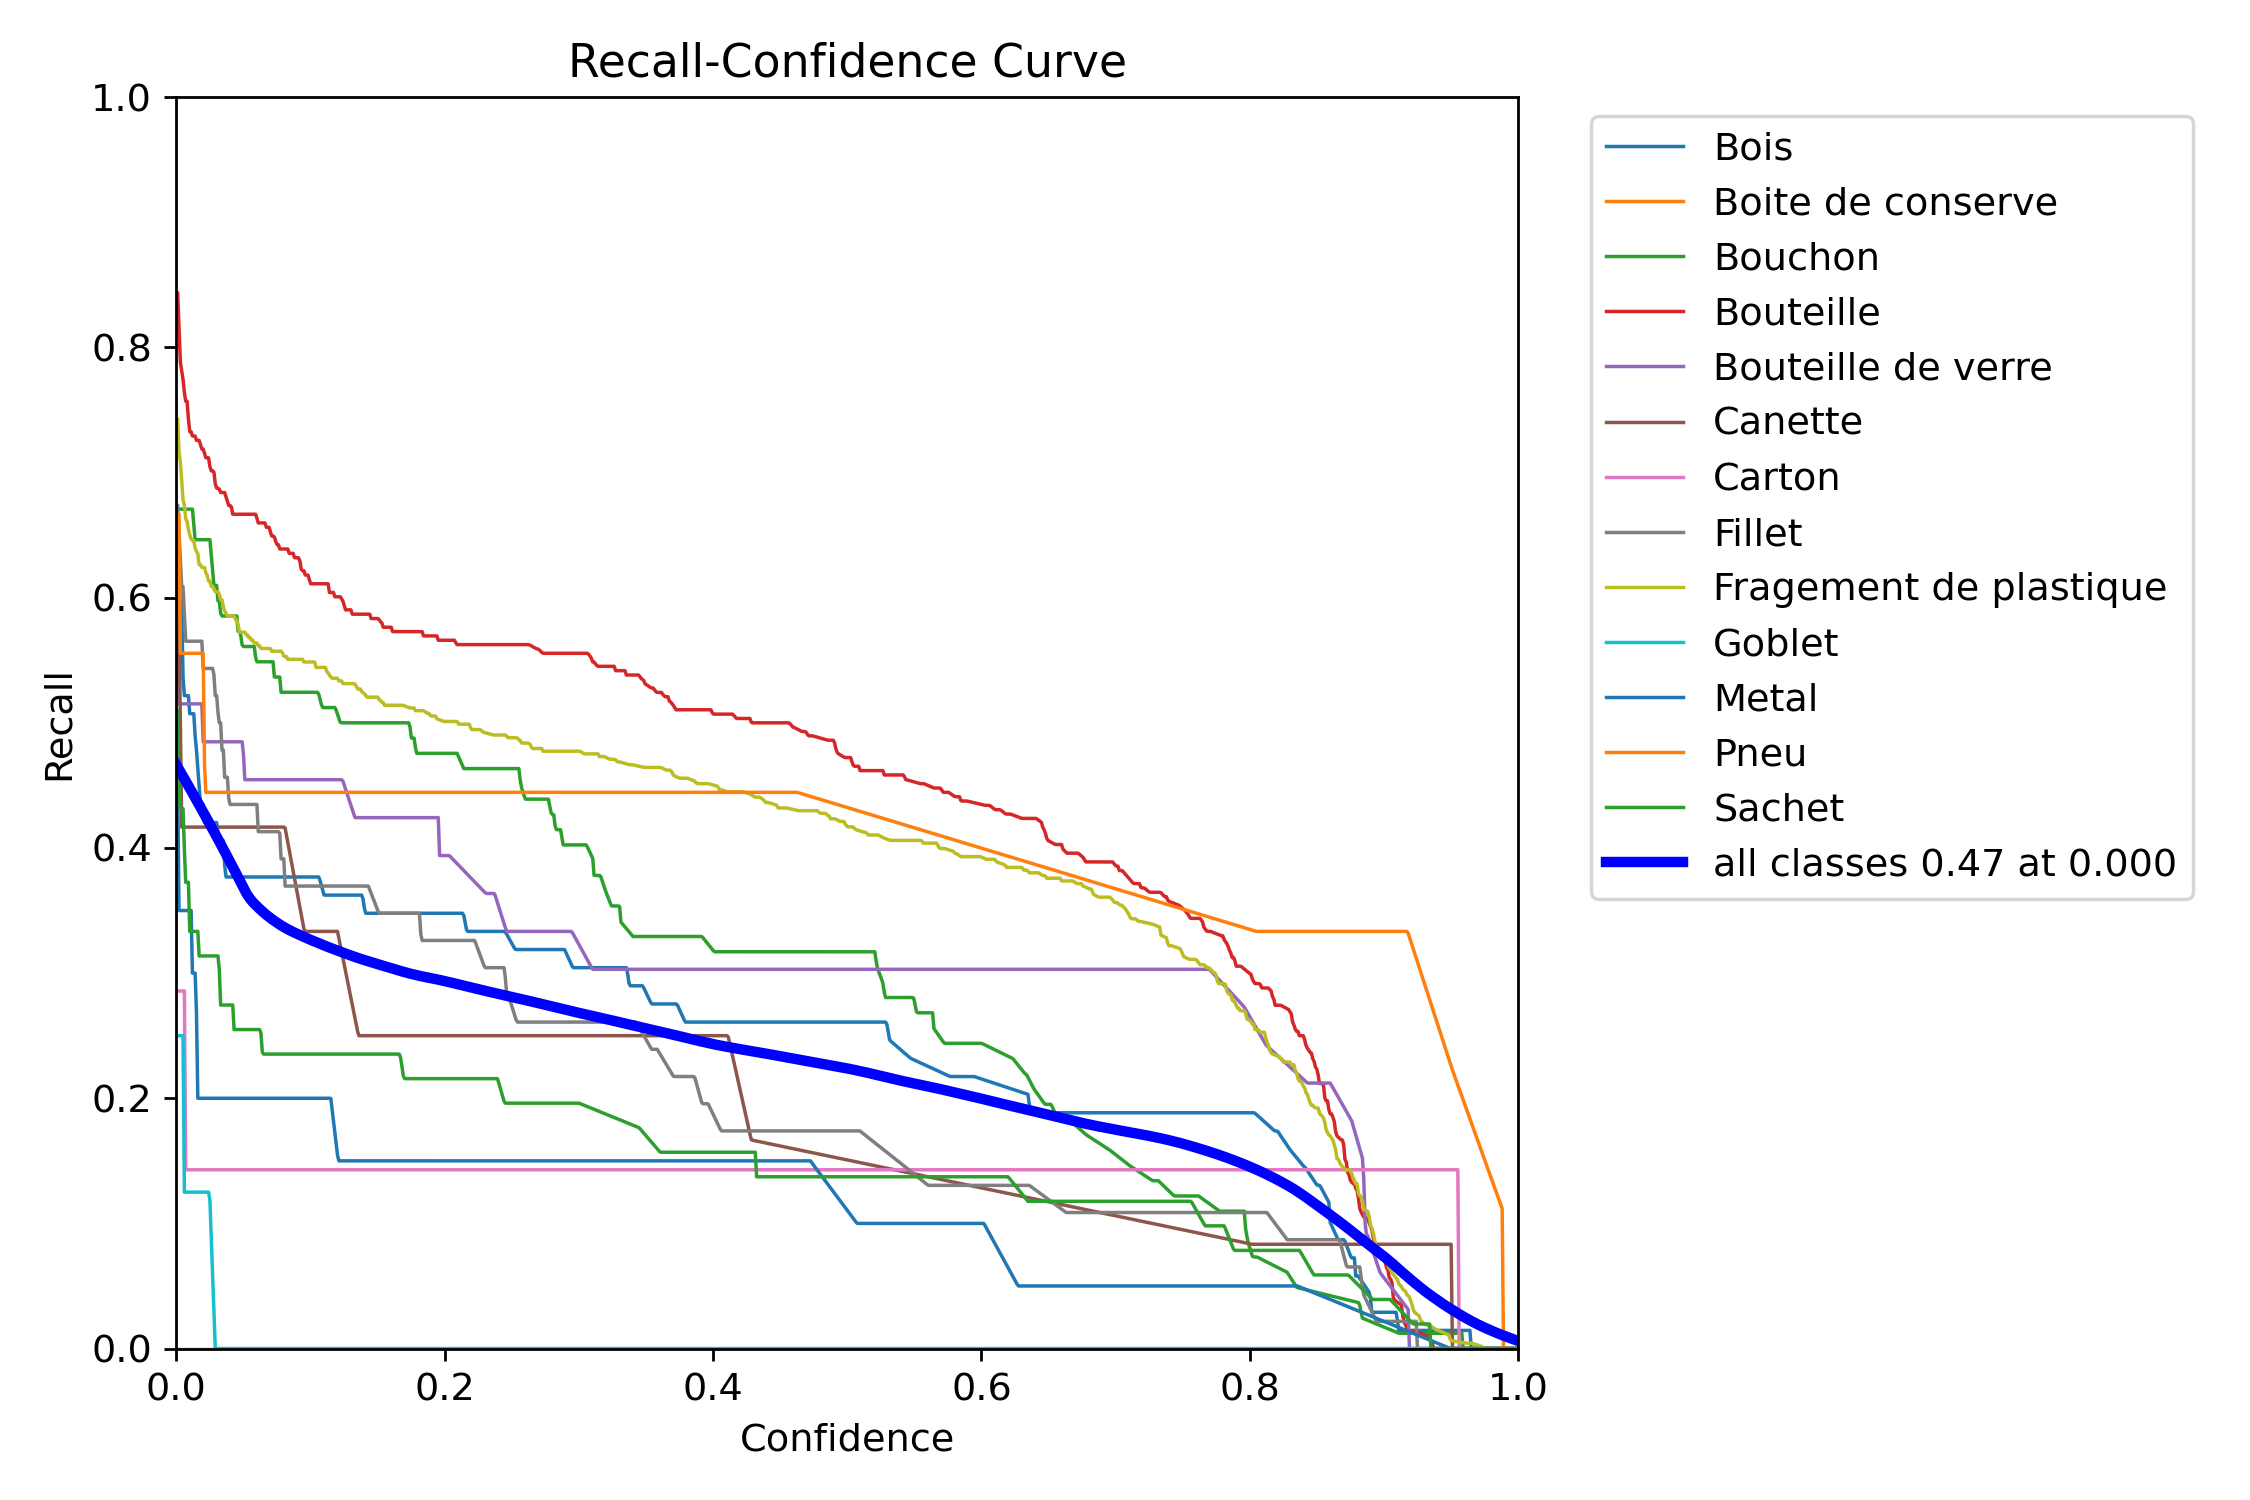 Recall-Confidence Curve
1.0
0.8
0.6
0.4
0.2
0.0
Recall
0.0 0.2 0.4 0.6 0.8 1.0
Confidence
Bois
Boite de conserve
Bouchon
Bouteille
Bouteille de verre
Canette
Carton
Fillet
Fragement de plastique
Goblet
Metal
Pneu
Sachet
all classes 0.47 at 0.000